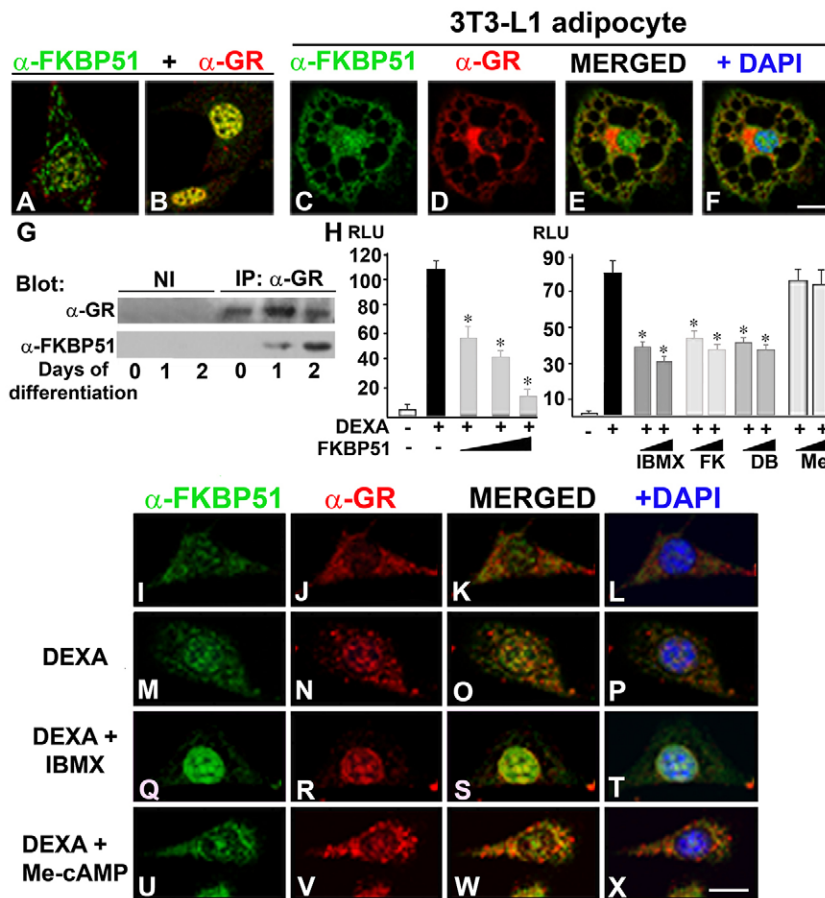 3T3-L1 adipocyte
α-FKBP51 + α-GR α-FKBP51 α-GR MERGED + DAPI
A B C D E F
G H RLU RLU
Blot: NI IP: α-GR
α-GR
α-FKBP51
Days of differentiation 0 1 2 0 1 2
120
100
80
60
40
20
* * *
DEXA - + + + +
FKBP51 - -
90
70
50
30
10
* * * * * *
- + + + + + + + + +
IBMX FK DB Me
α-FKBP51 α-GR MERGED +DAPI
I J K L
DEXA
M N O P
DEXA +
IBMX
Q R S T
DEXA +
Me-cAMP
U V W X